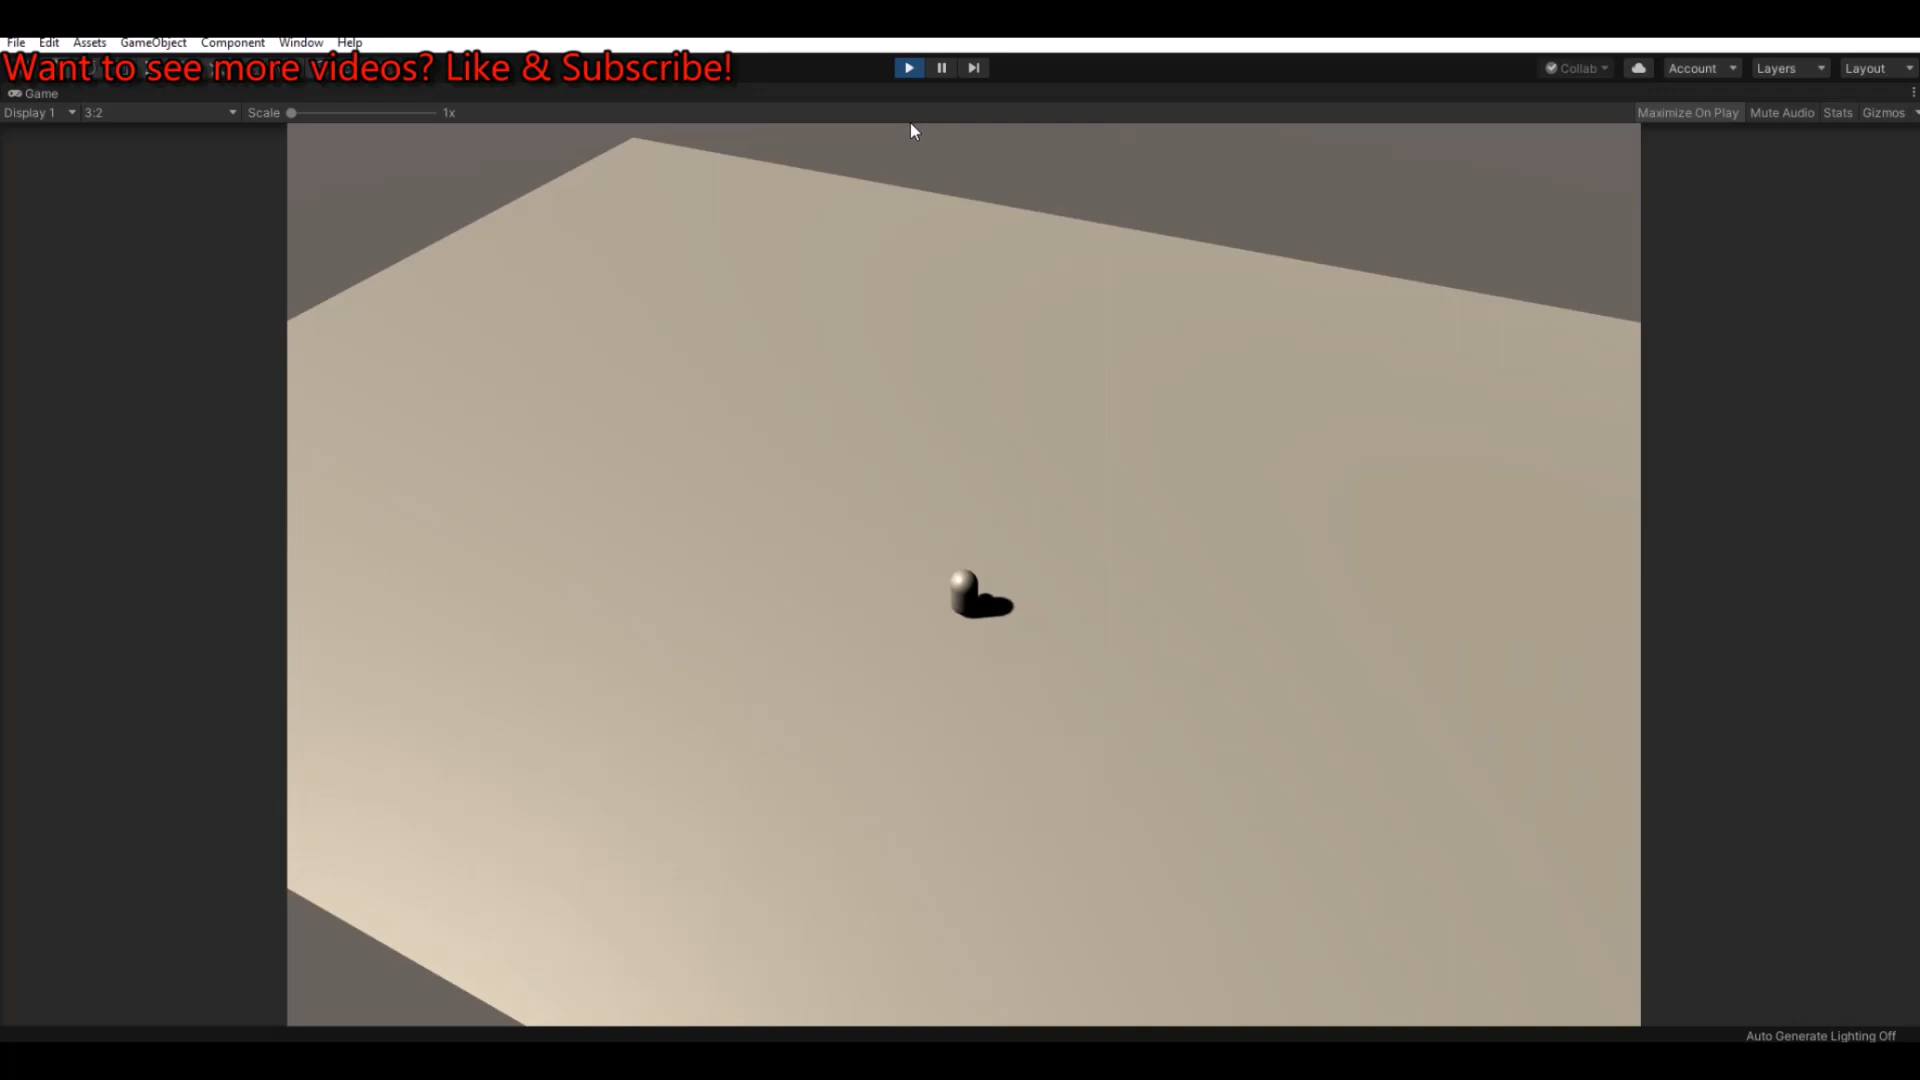 File Edit Assets GameObject Component Window Help
Want to see more videos? Like & Subscribe!
Collab Account Layers Layout
Game
Display 1 3:2 Scale 1x Maximize On Play Mute Audio Stats Gizmos
Auto Generate Lighting Off